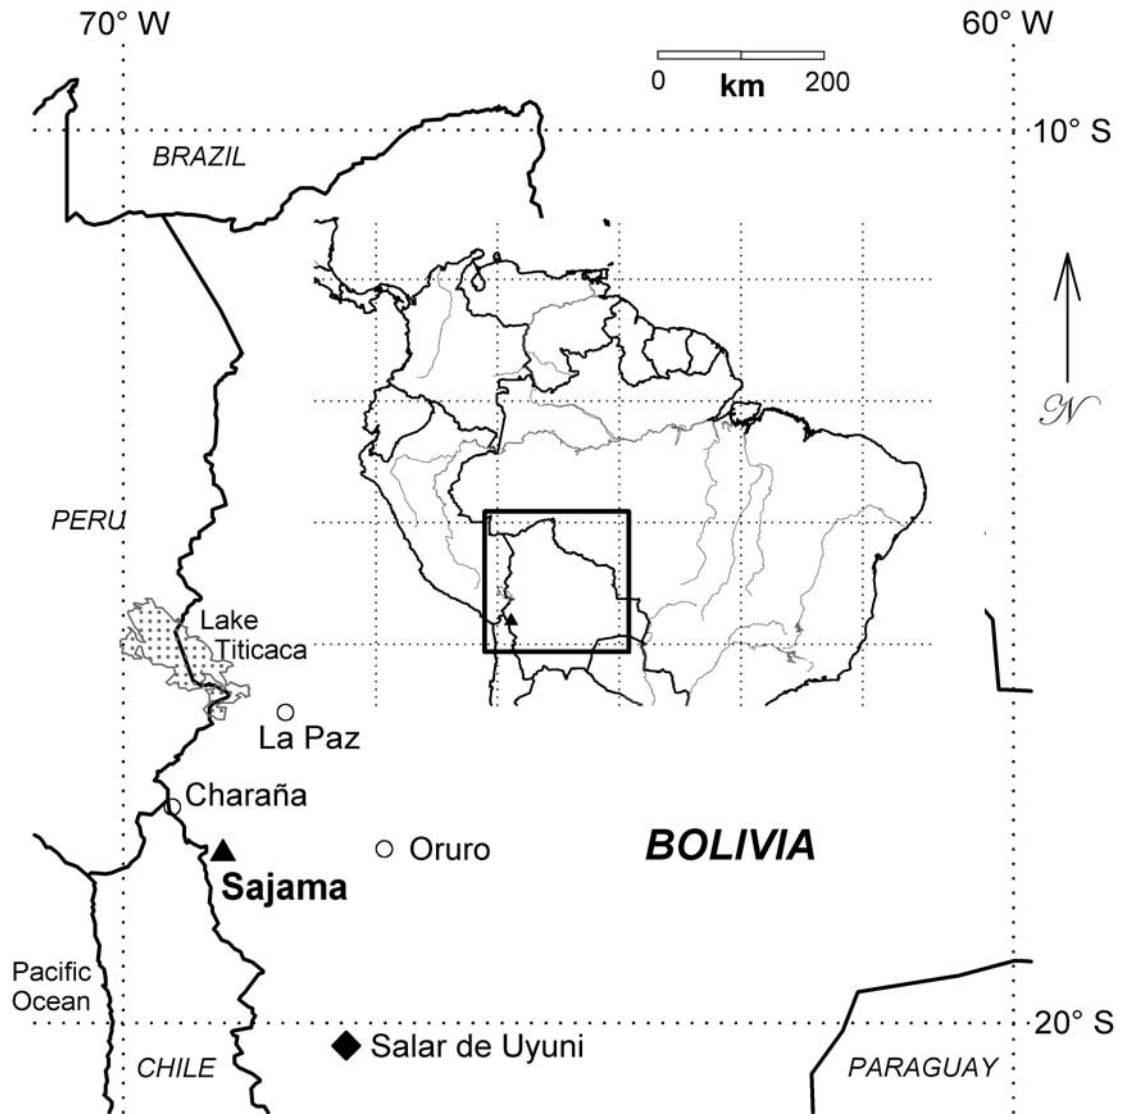 70° W
60° W
0
km
200
10° S
BRAZIL
N
PERU
Lake
Titicaca
La Paz
Charaña
Oruro
BOLIVIA
Sajama
Pacific
Ocean
20° S
Salar de Uyuni
CHILE
PARAGUAY